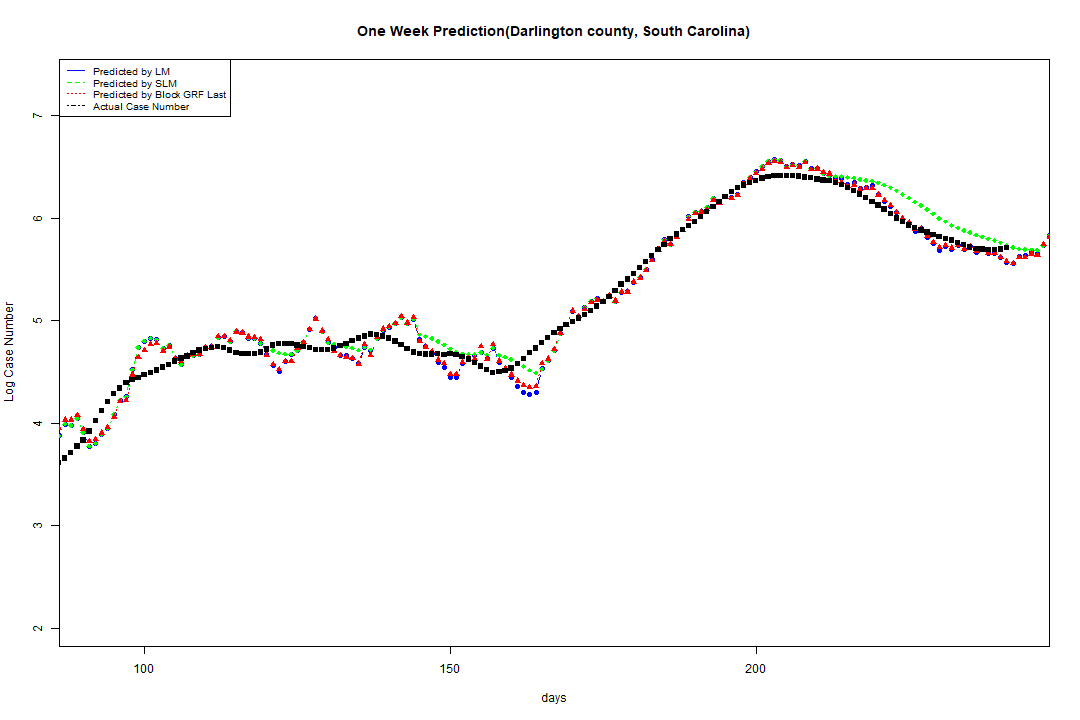 One Week Prediction(Darlington county, South Carolina)
Predicted by LM
Predicted by SLM
Predicted by Block GRF Last
Actual Case Number
7
6
5
4
3
2
Log Case Number
100 150 200
days